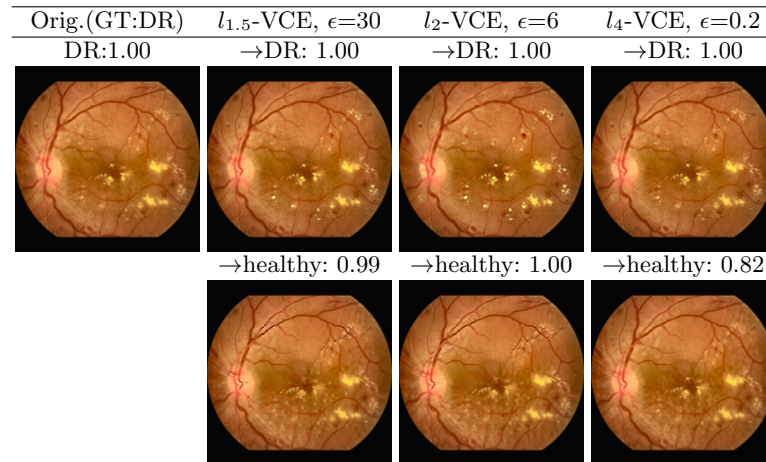 Orig.(GT:DR) l1.5-VCE, ϵ=30 l2-VCE, ϵ=6 l4-VCE, ϵ=0.2
DR:1.00 →DR: 1.00 →DR: 1.00 →DR: 1.00
→healthy: 0.99 →healthy: 1.00 →healthy: 0.82